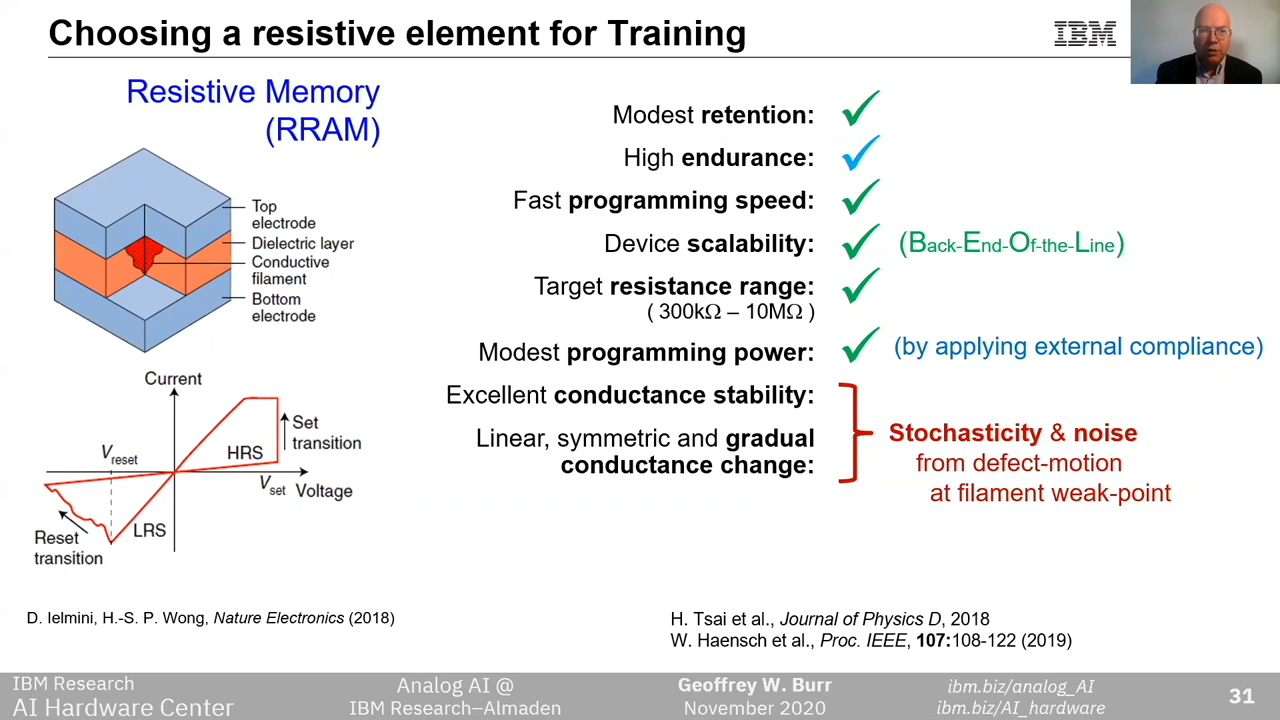 Choosing a resistive element for Training
IBM
Resistive Memory
(RRAM)
Top
electrode
Dielectric layer
Conductive
filament
Bottom
electrode
Current
Set
transition
HRS
Vreset
Vset
Voltage
LRS
Reset
transition
Modest retention: ✓
High endurance: ✓
Fast programming speed: ✓
Device scalability: ✓ (Back-End-Of-the-Line)
Target resistance range: ✓
( 300kΩ – 10MΩ )
Modest programming power: ✓ (by applying external compliance)
Excellent conductance stability:
Linear, symmetric and gradual
conductance change:
Stochasticity & noise
from defect-motion
at filament weak-point
D. Ielmini, H.-S. P. Wong, Nature Electronics (2018)
H. Tsai et al., Journal of Physics D, 2018
W. Haensch et al., Proc. IEEE, 107:108-122 (2019)
IBM Research
AI Hardware Center
Analog AI @
IBM Research–Almaden
Geoffrey W. Burr
November 2020
ibm.biz/analog_AI
ibm.biz/AI_hardware
31